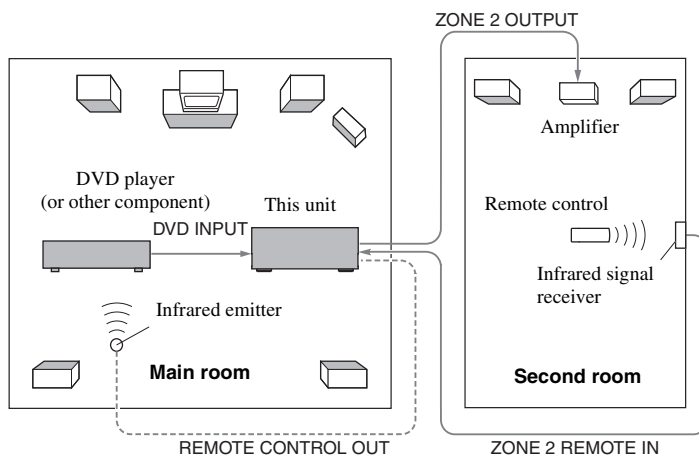 ZONE 2 OUTPUT
Amplifier
DVD player
(or other component)
This unit
Remote control
DVD INPUT
Infrared signal
receiver
Infrared emitter
Main room
Second room
REMOTE CONTROL OUT
ZONE 2 REMOTE IN